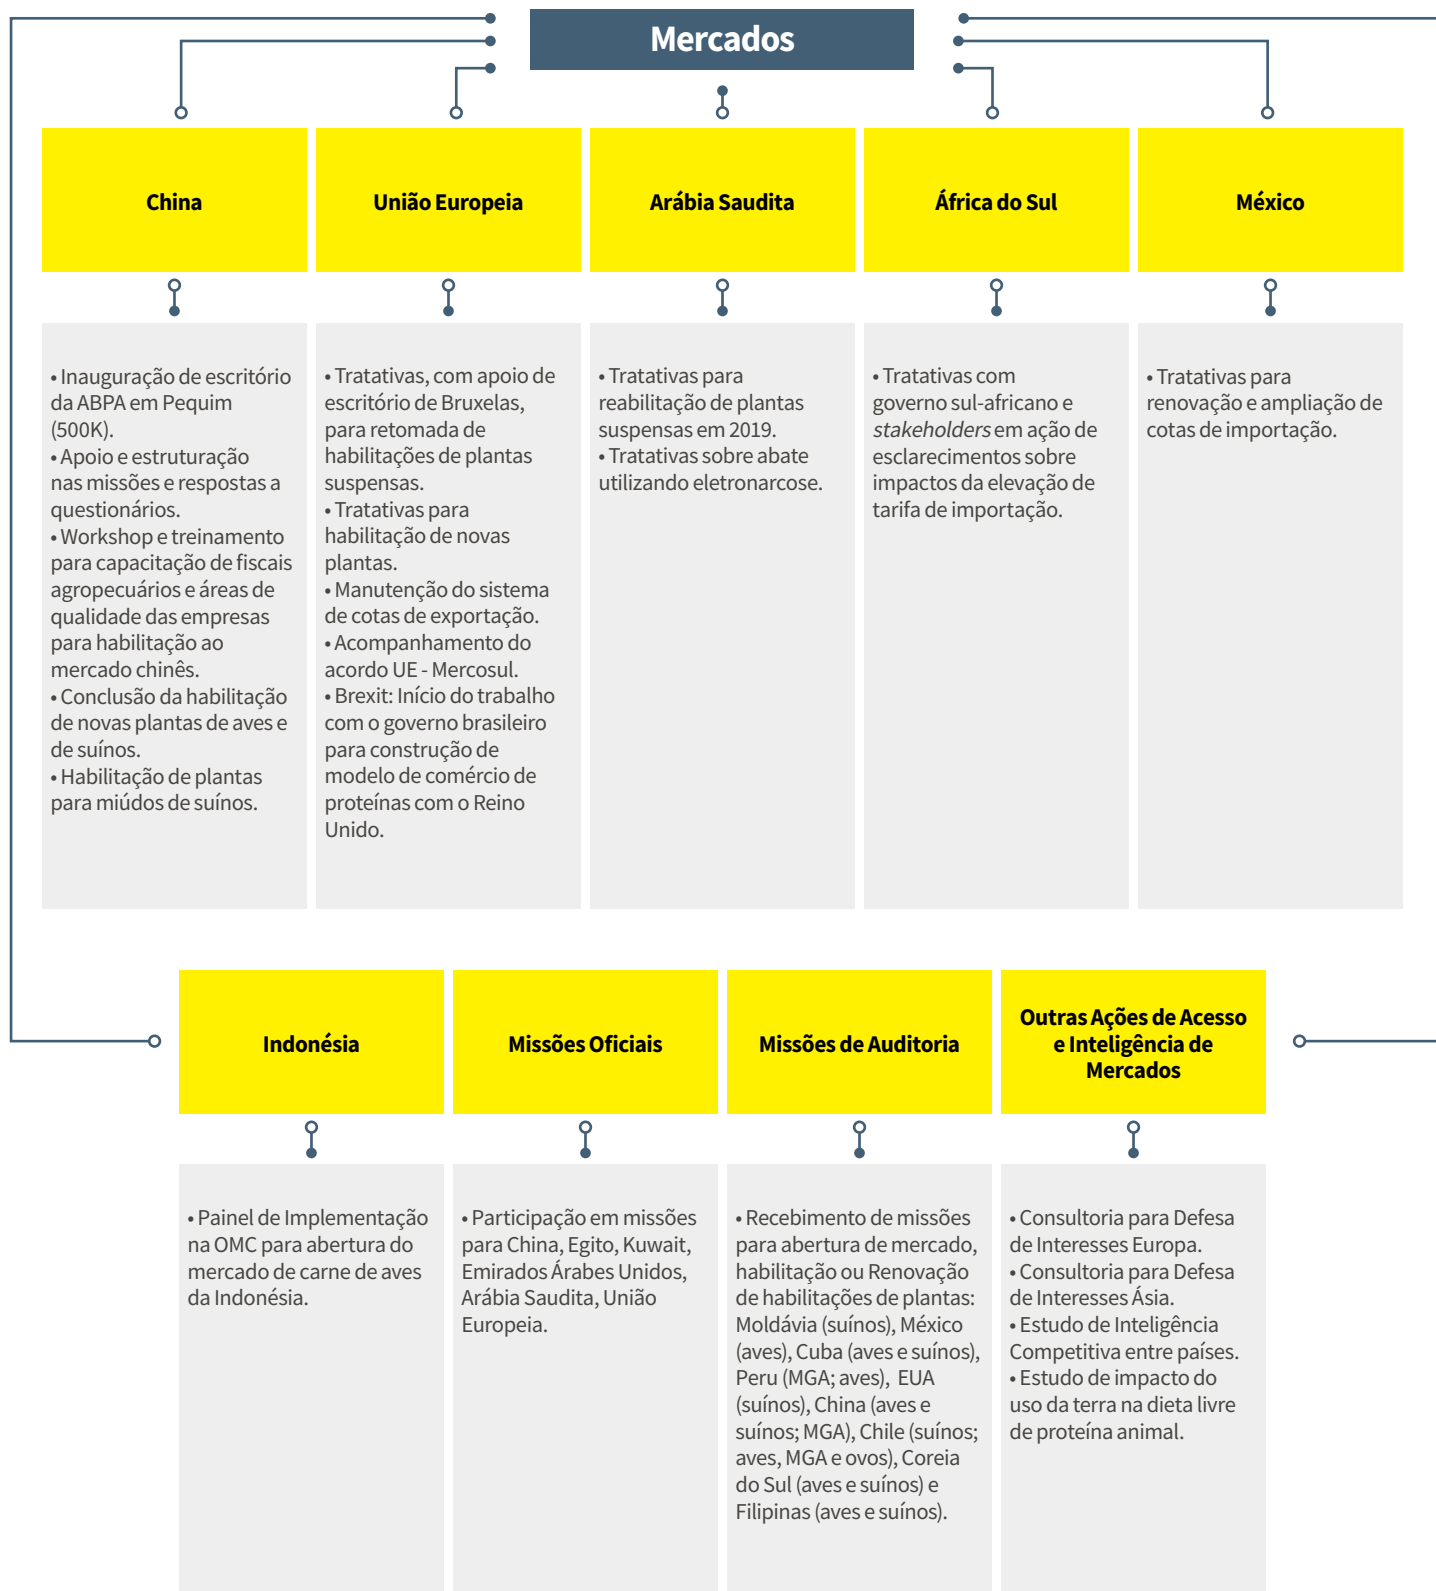 Mercados
China
União Europeia
Arábia Saudita
África do Sul
México
• Inauguração de escritório
da ABPA em Pequim
(500K).
• Apoio e estruturação
nas missões e respostas a
questionários.
• Workshop e treinamento
para capacitação de fiscais
agropecuários e áreas de
qualidade das empresas
para habilitação ao
mercado chinês.
• Conclusão da habilitação
de novas plantas de aves e
de suínos.
• Habilitação de plantas
para miúdos de suínos.
• Tratativas, com apoio de
escritório de Bruxelas,
para retomada de
habilitações de plantas
suspensas.
• Tratativas para
habilitação de novas
plantas.
• Manutenção do sistema
de cotas de exportação.
• Acompanhamento do
acordo UE - Mercosul.
• Brexit: Início do trabalho
com o governo brasileiro
para construção de
modelo de comércio de
proteínas com o Reino
Unido.
• Tratativas para
reabilitação de plantas
suspensas em 2019.
• Tratativas sobre abate
utilizando eletronarcose.
• Tratativas com
governo sul-africano e
stakeholders em ação de
esclarecimentos sobre
impactos da elevação de
tarifa de importação.
• Tratativas para
renovação e ampliação de
cotas de importação.
Indonésia
Missões Oficiais
Missões de Auditoria
Outras Ações de Acesso
e Inteligência de
Mercados
• Painel de Implementação
na OMC para abertura do
mercado de carne de aves
da Indonésia.
• Participação em missões
para China, Egito, Kuwait,
Emirados Árabes Unidos,
Arábia Saudita, União
Europeia.
• Recebimento de missões
para abertura de mercado,
habilitação ou Renovação
de habilitações de plantas:
Moldávia (suínos), México
(aves), Cuba (aves e suínos),
Peru (MGA; aves), EUA
(suínos), China (aves e
suínos; MGA), Chile (suínos;
aves, MGA e ovos), Coreia
do Sul (aves e suínos) e
Filipinas (aves e suínos).
• Consultoria para Defesa
de Interesses Europa.
• Consultoria para Defesa
de Interesses Ásia.
• Estudo de Inteligência
Competitiva entre países.
• Estudo de impacto do
uso da terra na dieta livre
de proteína animal.